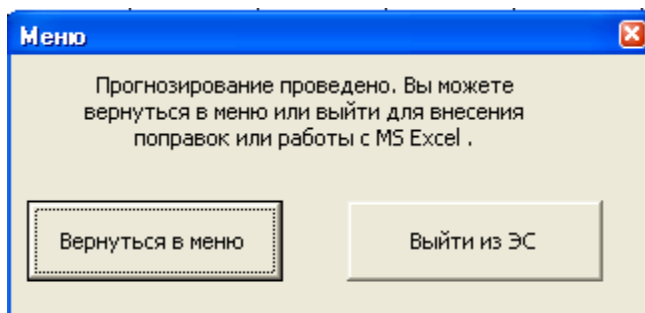 Меню
Прогнозирование проведено. Вы можете
вернуться в меню или выйти для внесения
поправок или работы с MS Excel .
Вернуться в меню
Выйти из ЭС